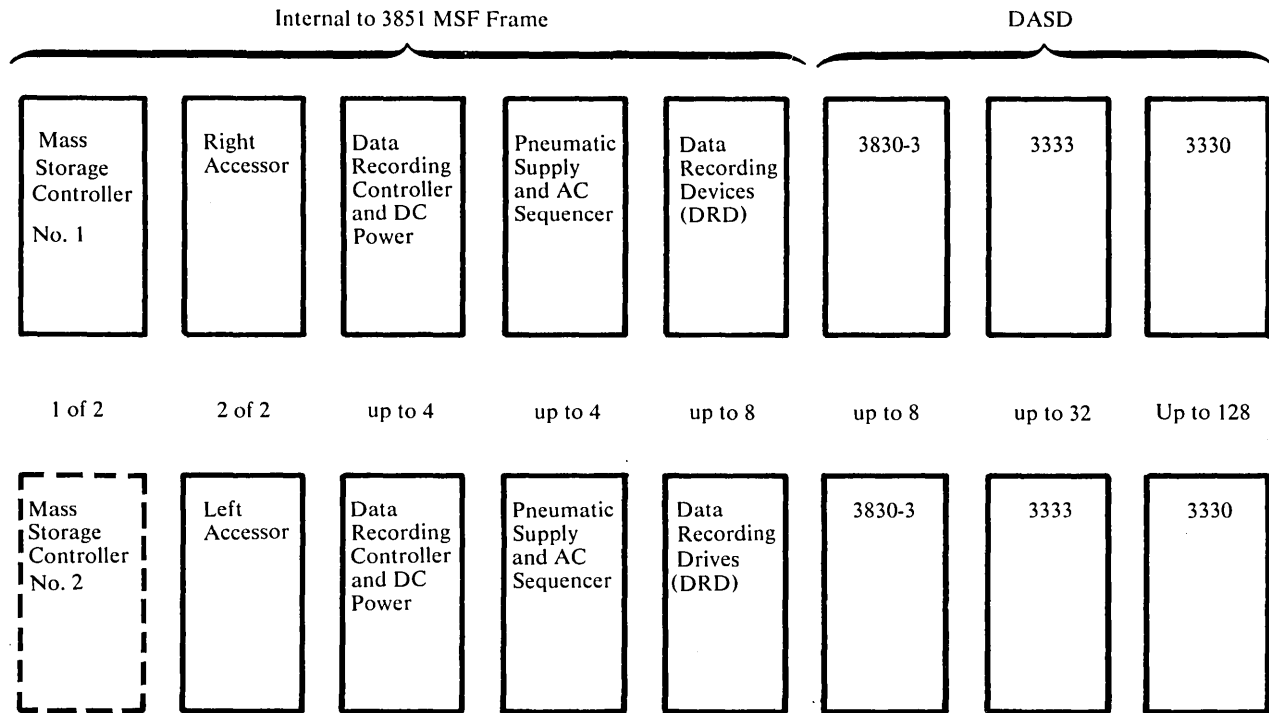 Internal to 3851 MSF Frame
DASD
Mass
Storage
Controller
No. 1
Right
Accessor
Data
Recording
Controller
and DC
Power
Pneumatic
Supply
and AC
Sequencer
Data
Recording
Devices
(DRD)
3830-3
3333
3330
1 of 2
2 of 2
up to 4
up to 4
up to 8
up to 8
up to 32
Up to 128
Mass
Storage
Controller
No. 2
Left
Accessor
Data
Recording
Controller
and DC
Power
Pneumatic
Supply
and AC
Sequencer
Data
Recording
Drives
(DRD)
3830-3
3333
3330